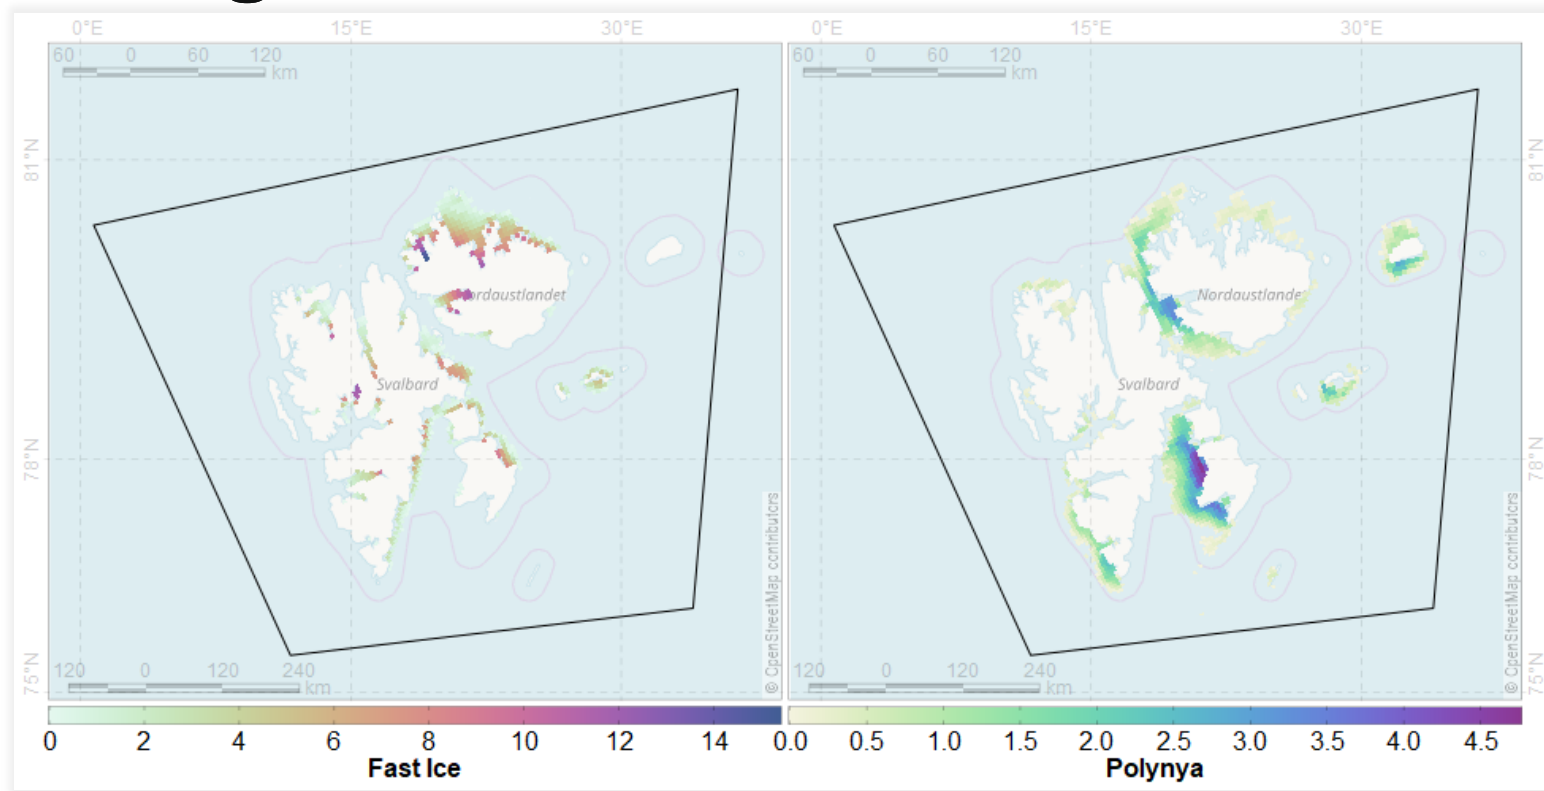 0°E 15°E 30°E 0°E 15°E 30°E
60 0 60 120 km 60 0 60 120 km
81°N 81°N
ordaustlandet Nordaustlande
Svalbard Svalbard
78°N 78°N
© OpenStreetMap contributors © OpenStreetMap contributors
120 0 120 240 km 120 0 120 240 km
75°N 75°N
0 2 4 6 8 10 12 14 0.0 0.5 1.0 1.5 2.0 2.5 3.0 3.5 4.0 4.5
Fast Ice Polynya